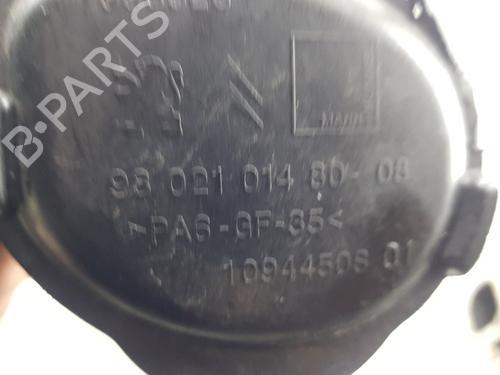 MAHLE
98 021 014 80-08
>PA6-GF-35<
10944508 01
B-PARTS